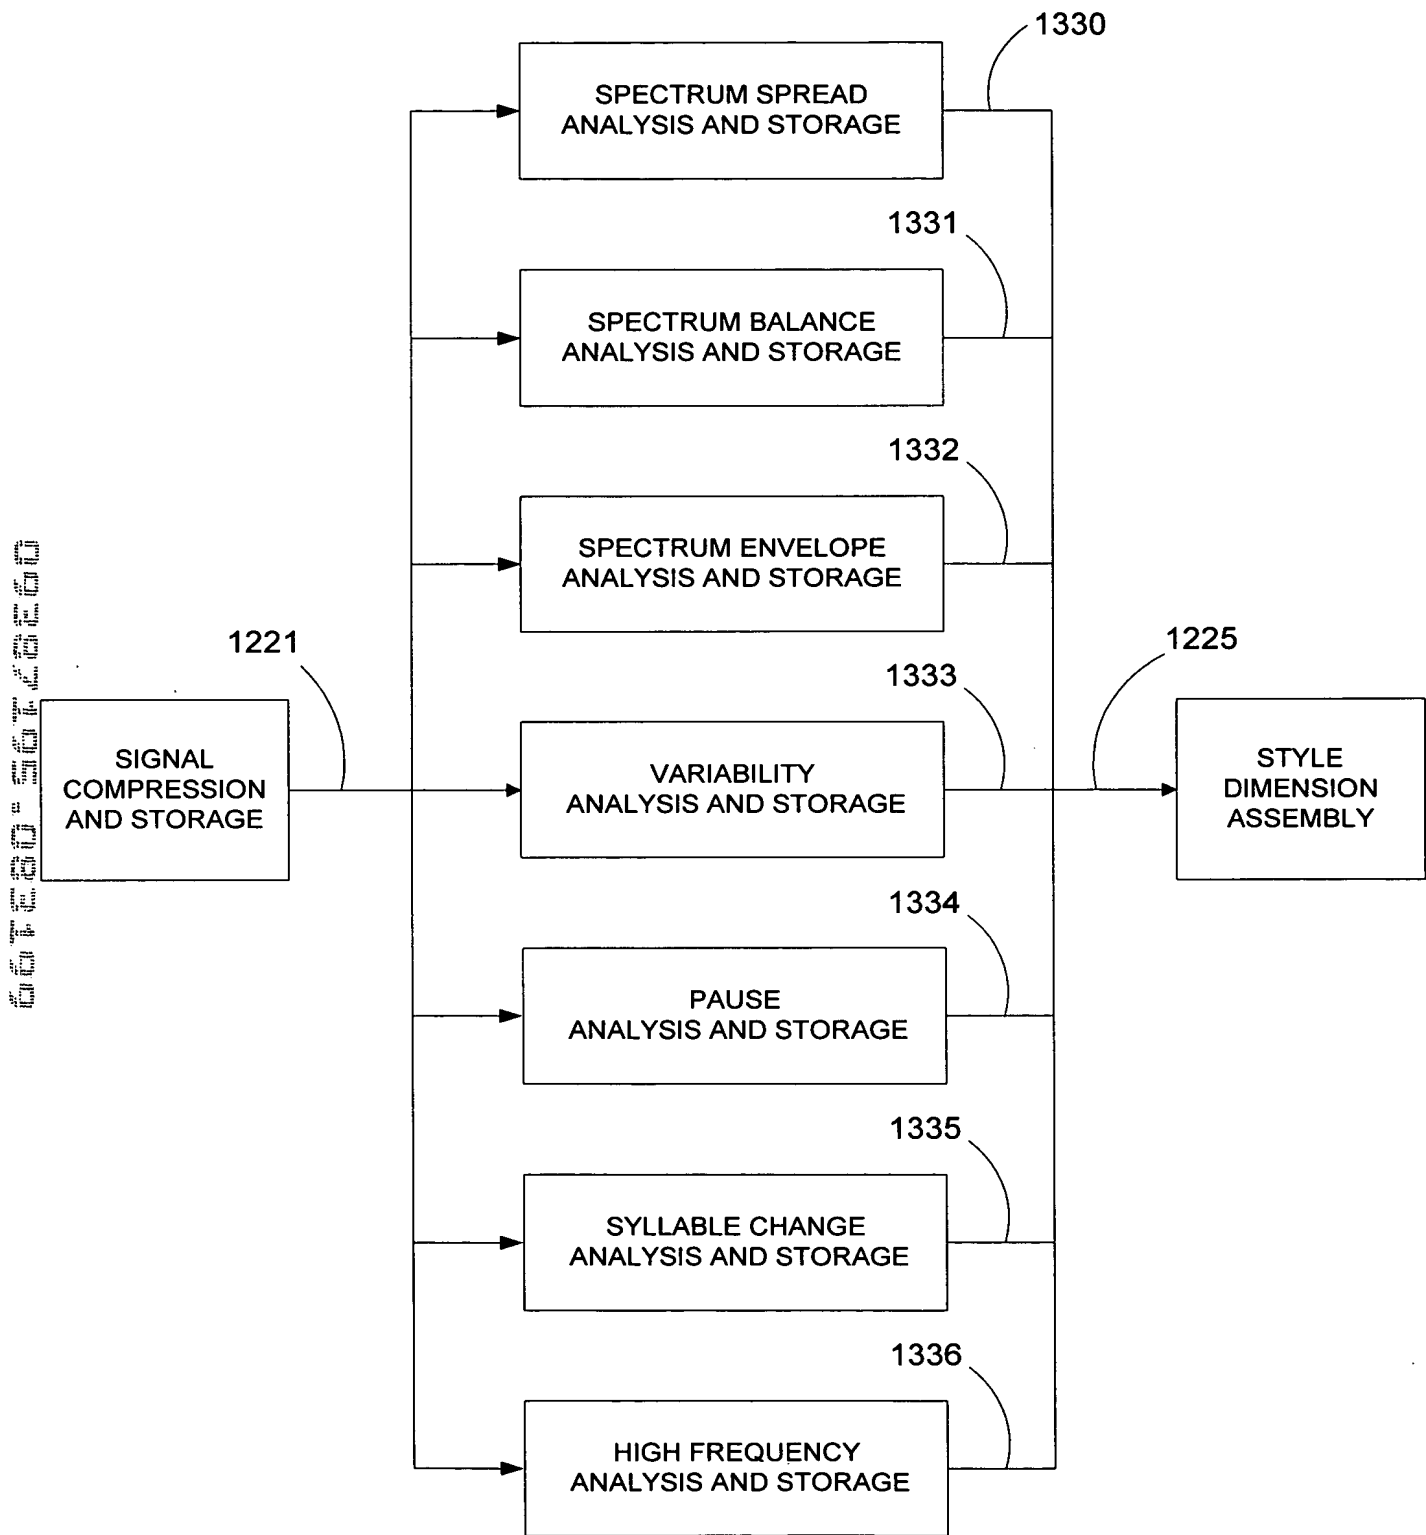 1330
SPECTRUM SPREAD
ANALYSIS AND STORAGE
1331
SPECTRUM BALANCE
ANALYSIS AND STORAGE
1332
SPECTRUM ENVELOPE
ANALYSIS AND STORAGE
1221
SIGNAL
COMPRESSION
AND STORAGE
1333
VARIABILITY
ANALYSIS AND STORAGE
1225
STYLE
DIMENSION
ASSEMBLY
1334
PAUSE
ANALYSIS AND STORAGE
1335
SYLLABLE CHANGE
ANALYSIS AND STORAGE
1336
HIGH FREQUENCY
ANALYSIS AND STORAGE